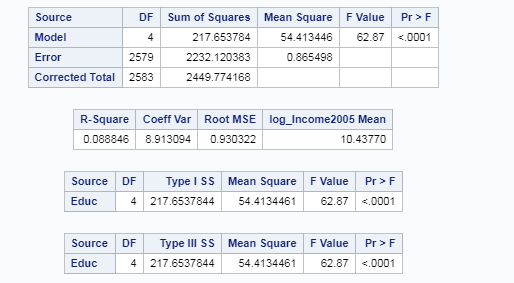 Source DF Sum of Squares Mean Square F Value Pr > F
Model 4 217.653784 54.413446 62.87 <.0001
Error 2579 2232.120383 0.865498
Corrected Total 2583 2449.774168
R-Square Coeff Var Root MSE log_Income2005 Mean
0.088846 8.913094 0.930322 10.43770
Source DF Type I SS Mean Square F Value Pr > F
Educ 4 217.6537844 54.4134461 62.87 <.0001
Source DF Type III SS Mean Square F Value Pr > F
Educ 4 217.6537844 54.4134461 62.87 <.0001